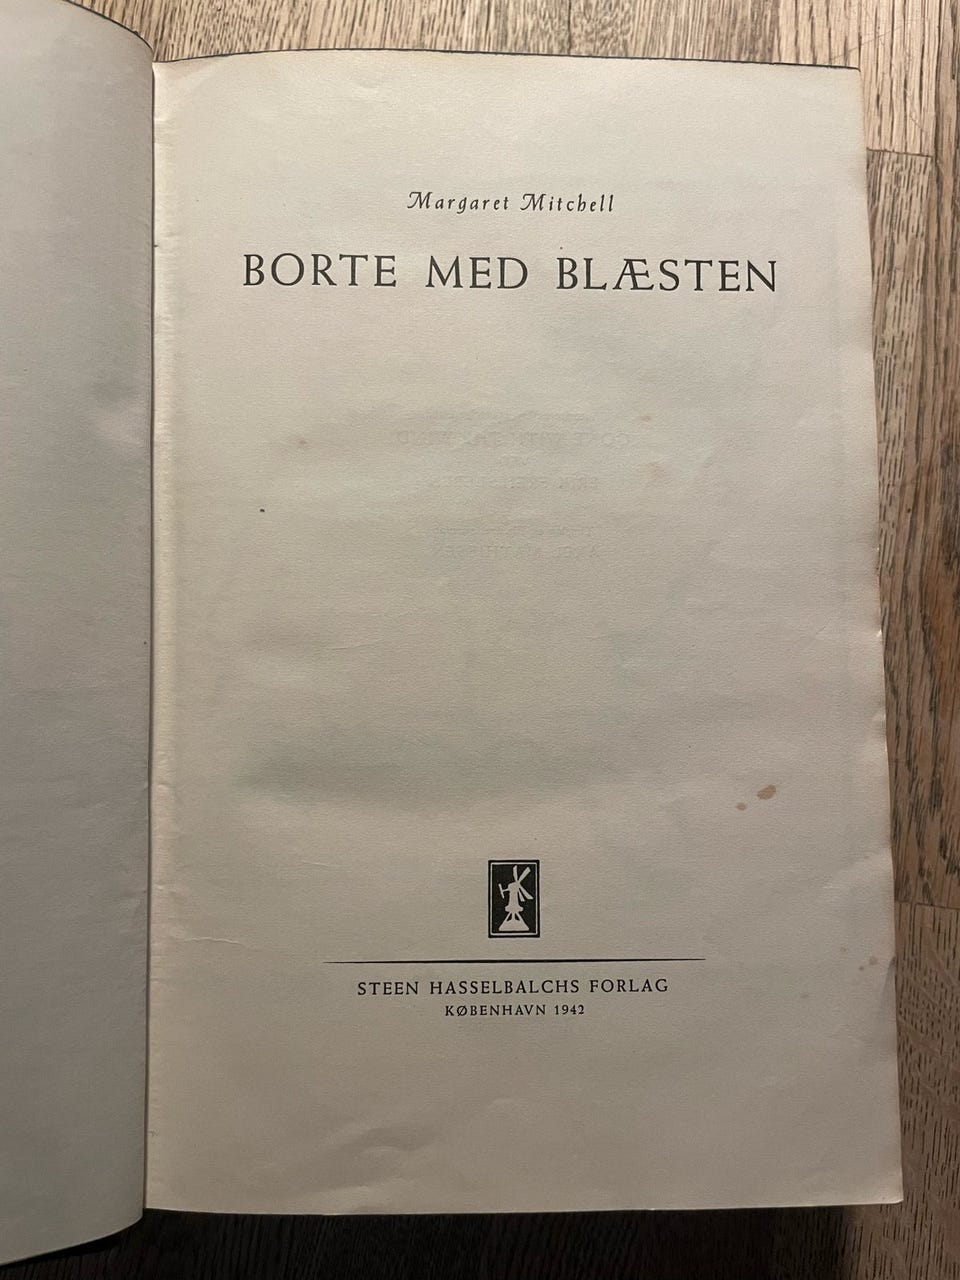 Margaret Mitchell
BORTE MED BLÆSTEN
STEEN HASSELBALCHS FORLAG
KØBENHAVN 1942